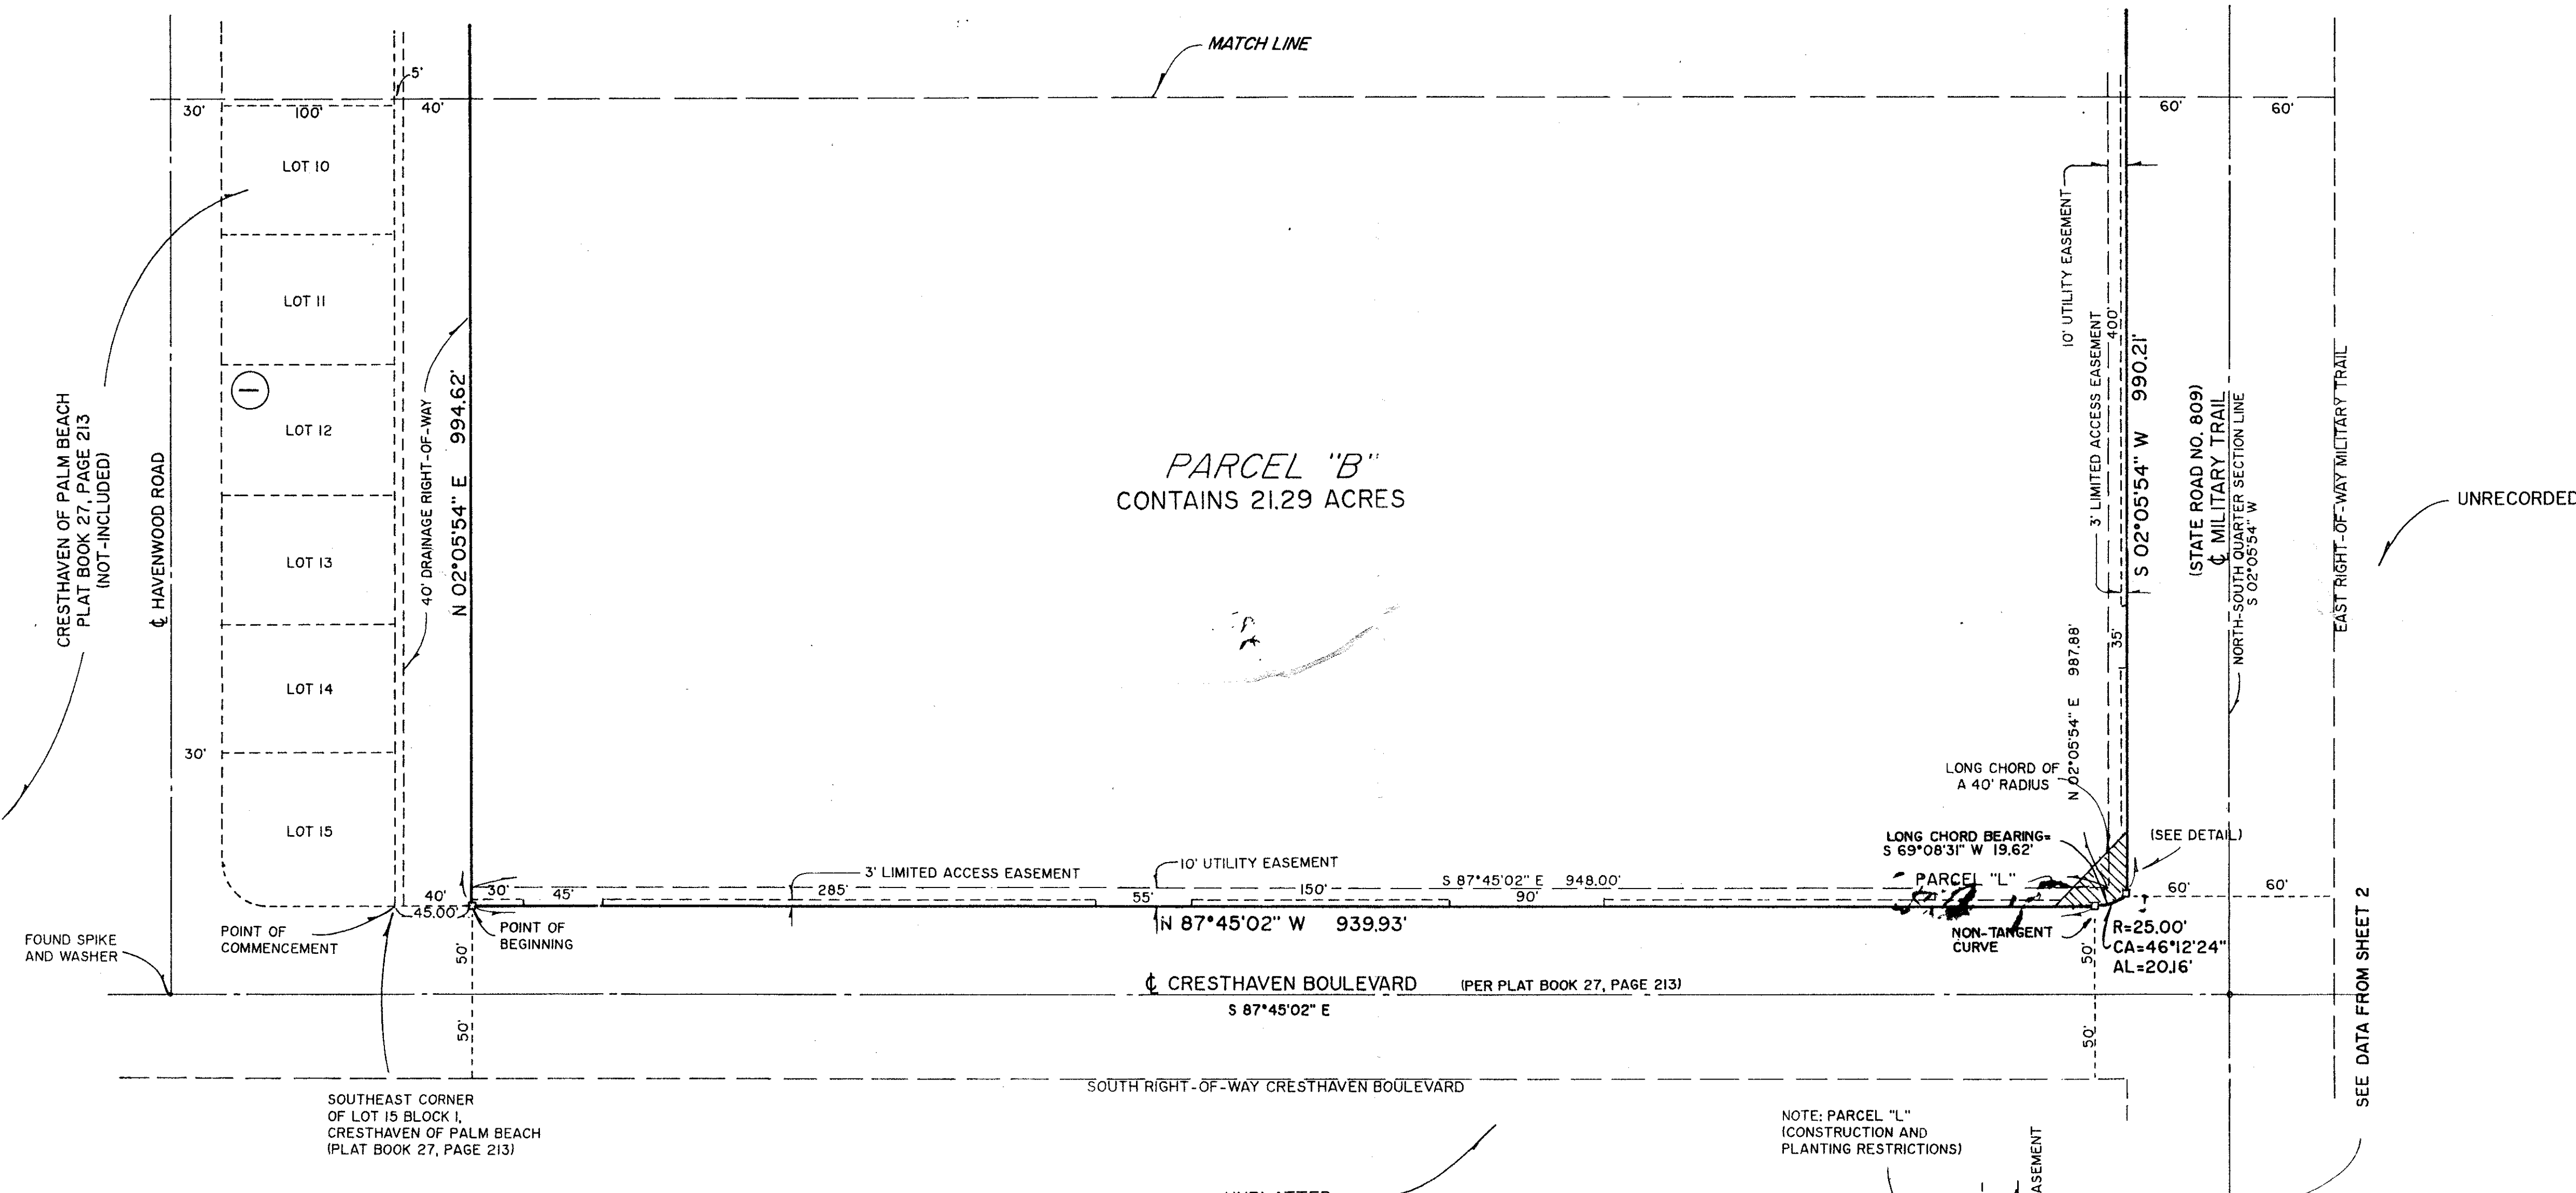 MATCH LINE
5'
30'
100'
40'
60'
60'
LOT 10
LOT 11
LOT 12
LOT 13
LOT 14
LOT 15
30'
CRESTHAVEN OF PALM BEACH
PLAT BOOK 27, PAGE 213
(NOT-INCLUDED)
℄ HAVENWOOD ROAD
40' DRAINAGE RIGHT-OF-WAY
N 02°05'54" E 994.62'
PARCEL "B"
CONTAINS 21.29 ACRES
10' UTILITY EASEMENT
3' LIMITED ACCESS EASEMENT
400'
S 02°05'54" W 990.21'
35'
N 02°05'54" E 987.88'
(STATE ROAD NO. 809)
℄ MILITARY TRAIL
NORTH-SOUTH QUARTER SECTION LINE
S 02°05'54" W
EAST RIGHT-OF-WAY MILITARY TRAIL
UNRECORDED
LONG CHORD OF
A 40' RADIUS
LONG CHORD BEARING=
S 69°08'31" W 19.62'
(SEE DETAIL)
PARCEL "L"
60'
60'
40'
45.00'
30'
45'
3' LIMITED ACCESS EASEMENT
285'
55'
10' UTILITY EASEMENT
150'
S 87°45'02" E 948.00'
90'
N 87°45'02" W 939.93'
NON-TANGENT
CURVE
R=25.00'
CA=46°12'24"
AL=20.16'
POINT OF
COMMENCEMENT
POINT OF
BEGINNING
FOUND SPIKE
AND WASHER
50'
50'
50'
50'
℄ CRESTHAVEN BOULEVARD (PER PLAT BOOK 27, PAGE 213)
S 87°45'02" E
SOUTH RIGHT-OF-WAY CRESTHAVEN BOULEVARD
SEE DATA FROM SHEET 2
SOUTHEAST CORNER
OF LOT 15 BLOCK 1,
CRESTHAVEN OF PALM BEACH
(PLAT BOOK 27, PAGE 213)
NOTE: PARCEL "L"
(CONSTRUCTION AND
PLANTING RESTRICTIONS)